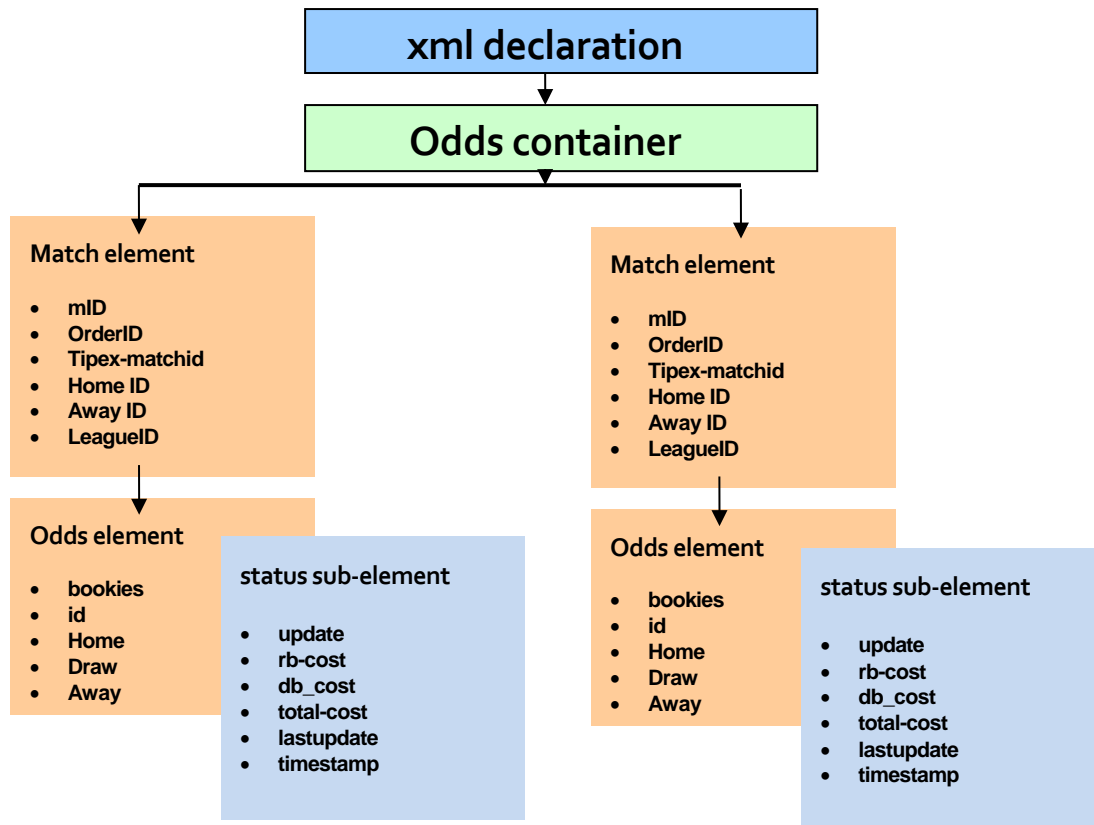 xml declaration
Odds container
Match element
• mID
• OrderID
• Tipex-matchid
• Home ID
• Away ID
• LeagueID
Odds element
• bookies
• id
• Home
• Draw
• Away
status sub-element
• update
• rb-cost
• db_cost
• total-cost
• lastupdate
• timestamp
Match element
• mID
• OrderID
• Tipex-matchid
• Home ID
• Away ID
• LeagueID
Odds element
• bookies
• id
• Home
• Draw
• Away
status sub-element
• update
• rb-cost
• db_cost
• total-cost
• lastupdate
• timestamp